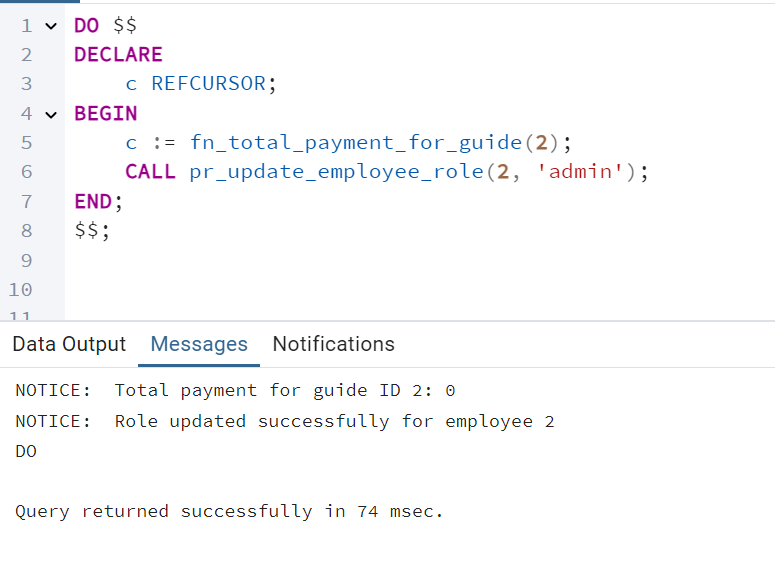 1 DO $$
2 DECLARE
3 c REFCURSOR;
4 BEGIN
5 c := fn_total_payment_for_guide(2);
6 CALL pr_update_employee_role(2, 'admin');
7 END;
8 $$;
9
10
11
Data Output Messages Notifications
NOTICE: Total payment for guide ID 2: 0
NOTICE: Role updated successfully for employee 2
DO
Query returned successfully in 74 msec.